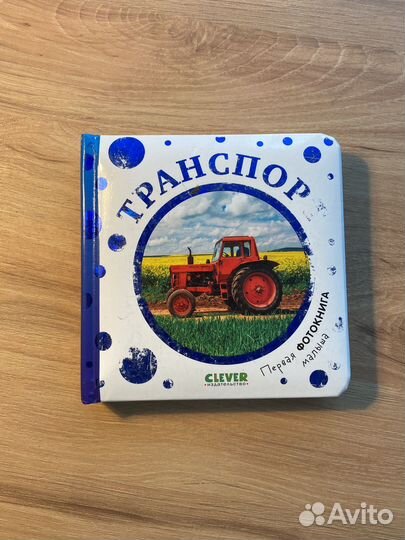 ТРАНСПОР
Первая ФОТОКНИГА
малыша
CLEVER
•издательство•
Avito